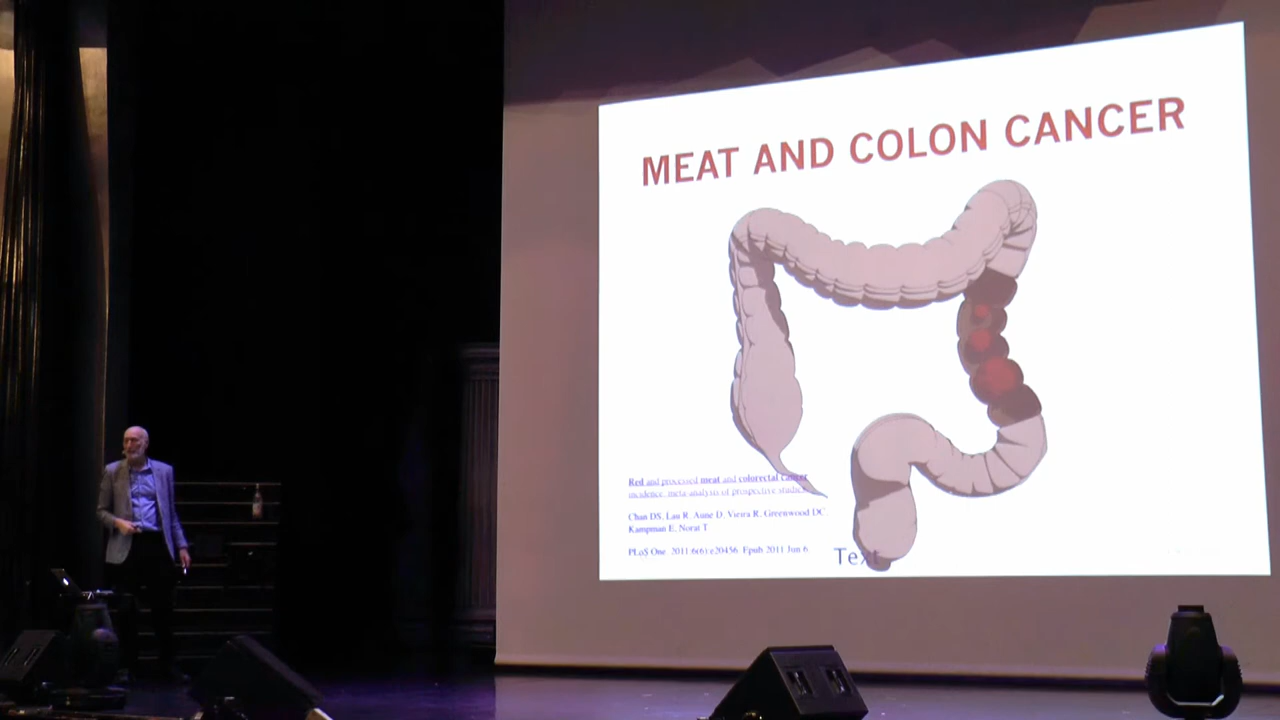 MEAT AND COLON CANCER
Red and processed meat and colorectal cancer
incidence: meta-analysis of prospective studies.
Chan DS, Lau R, Aune D, Vieira R, Greenwood DC,
Kampman E, Norat T
PLoS One. 2011 6(6):e20456. Epub 2011 Jun 6.
Text